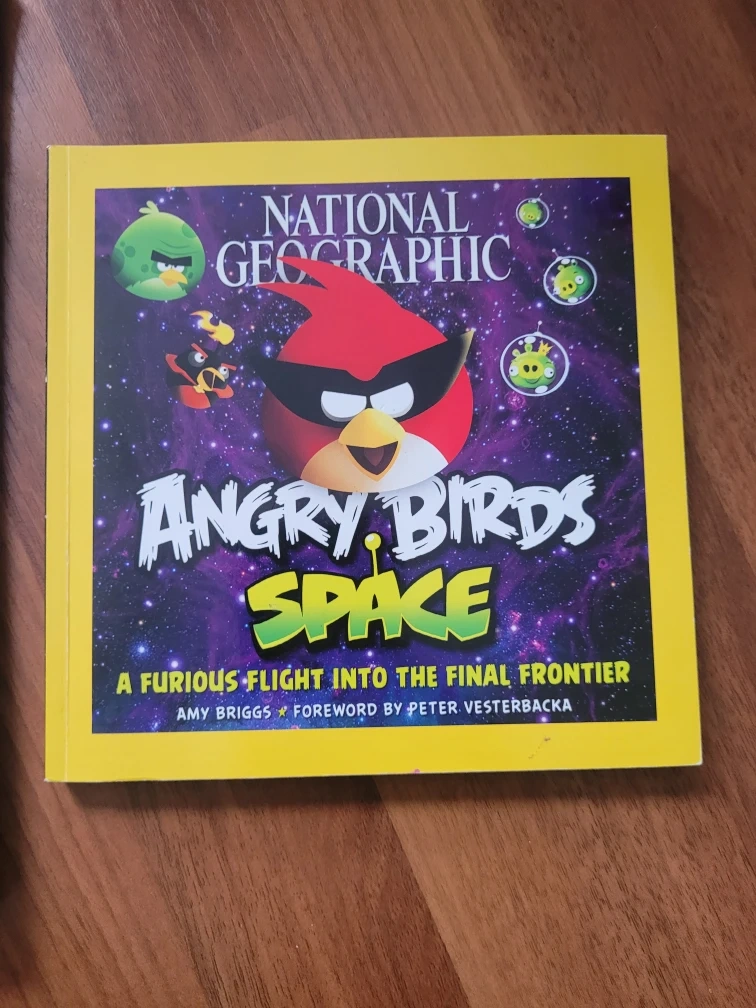 NATIONAL
GEOGRAPHIC
ANGRY BIRDS
SPACE
A FURIOUS FLIGHT INTO THE FINAL FRONTIER
AMY BRIGGS ★ FOREWORD BY PETER VESTERBACKA